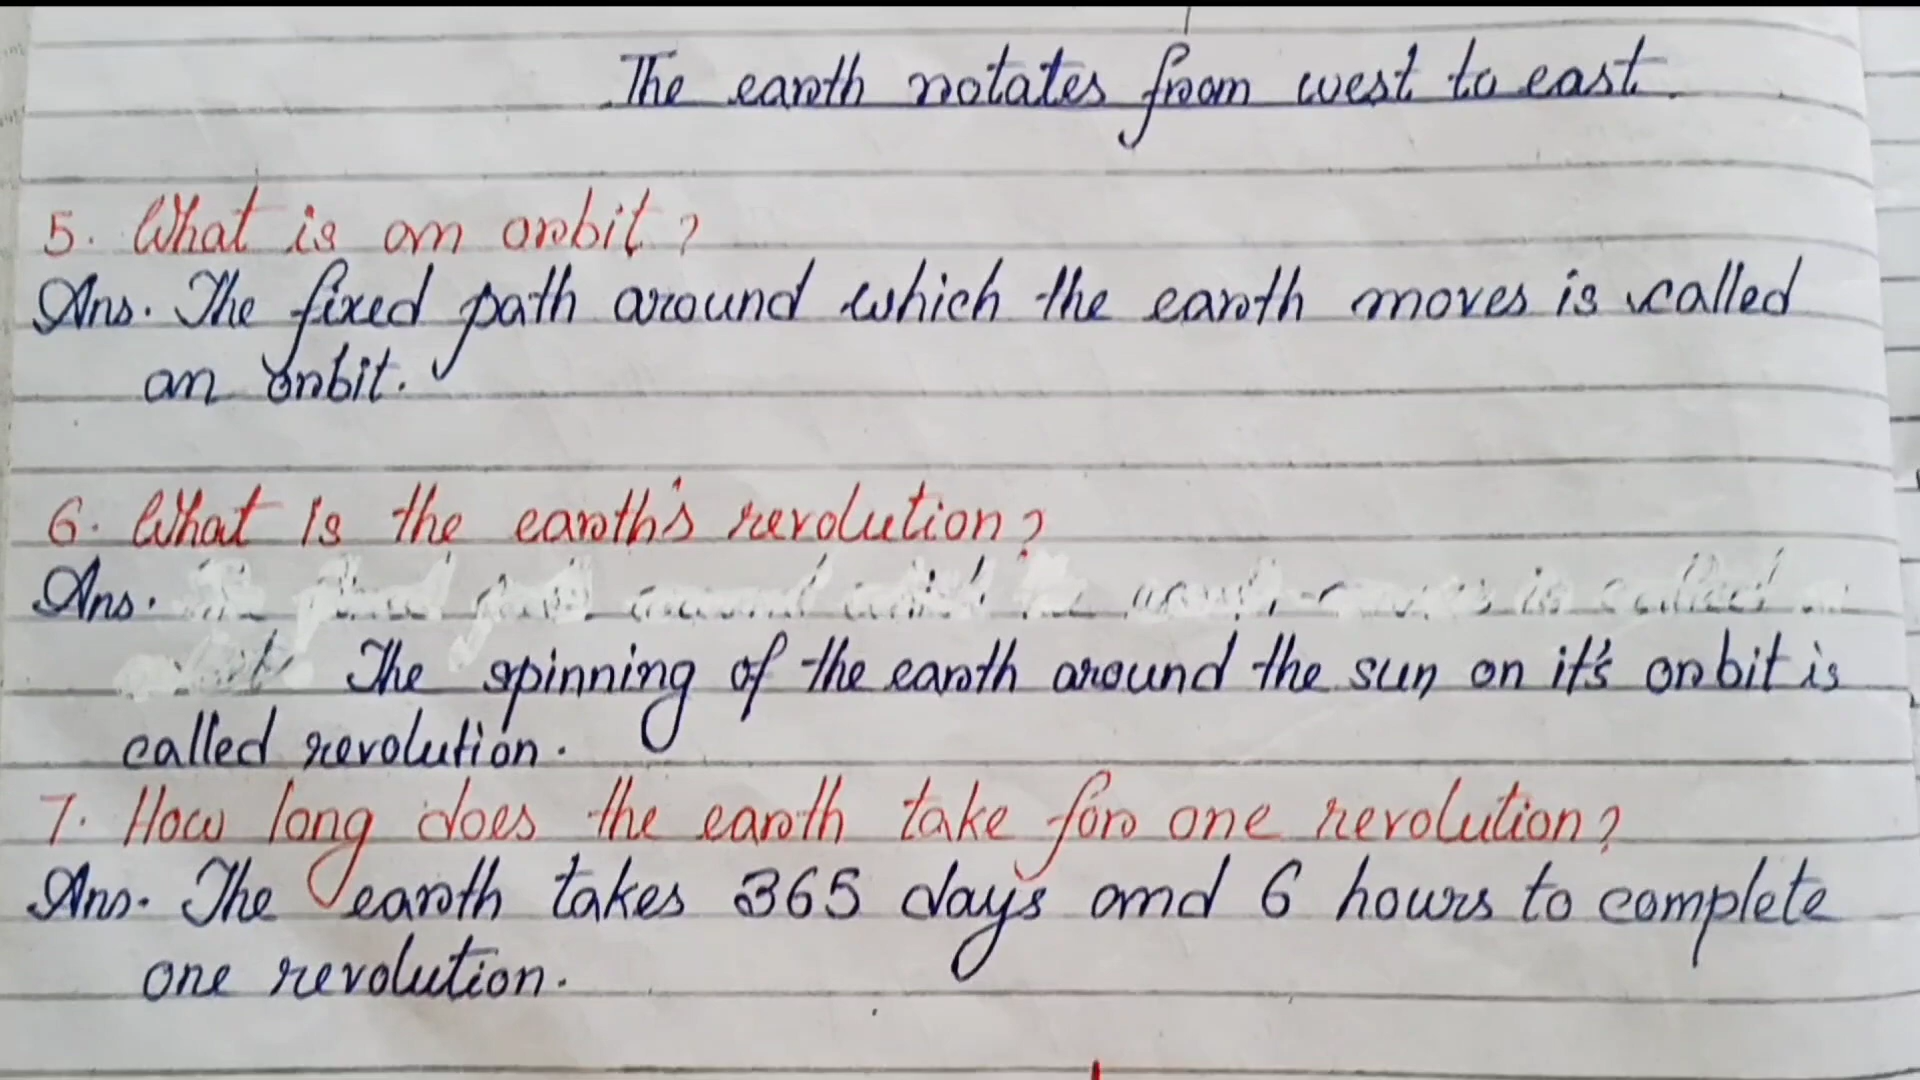 The earth rotates from west to east.
5. What is an orbit?
Ans. The fixed path around which the earth moves is called
an orbit.
6. What is the earth's revolution?
Ans.
The spinning of the earth around the sun on it's orbit is
called revolution.
7. How long does the earth take for one revolution?
Ans. The earth takes 365 days and 6 hours to complete
one revolution.